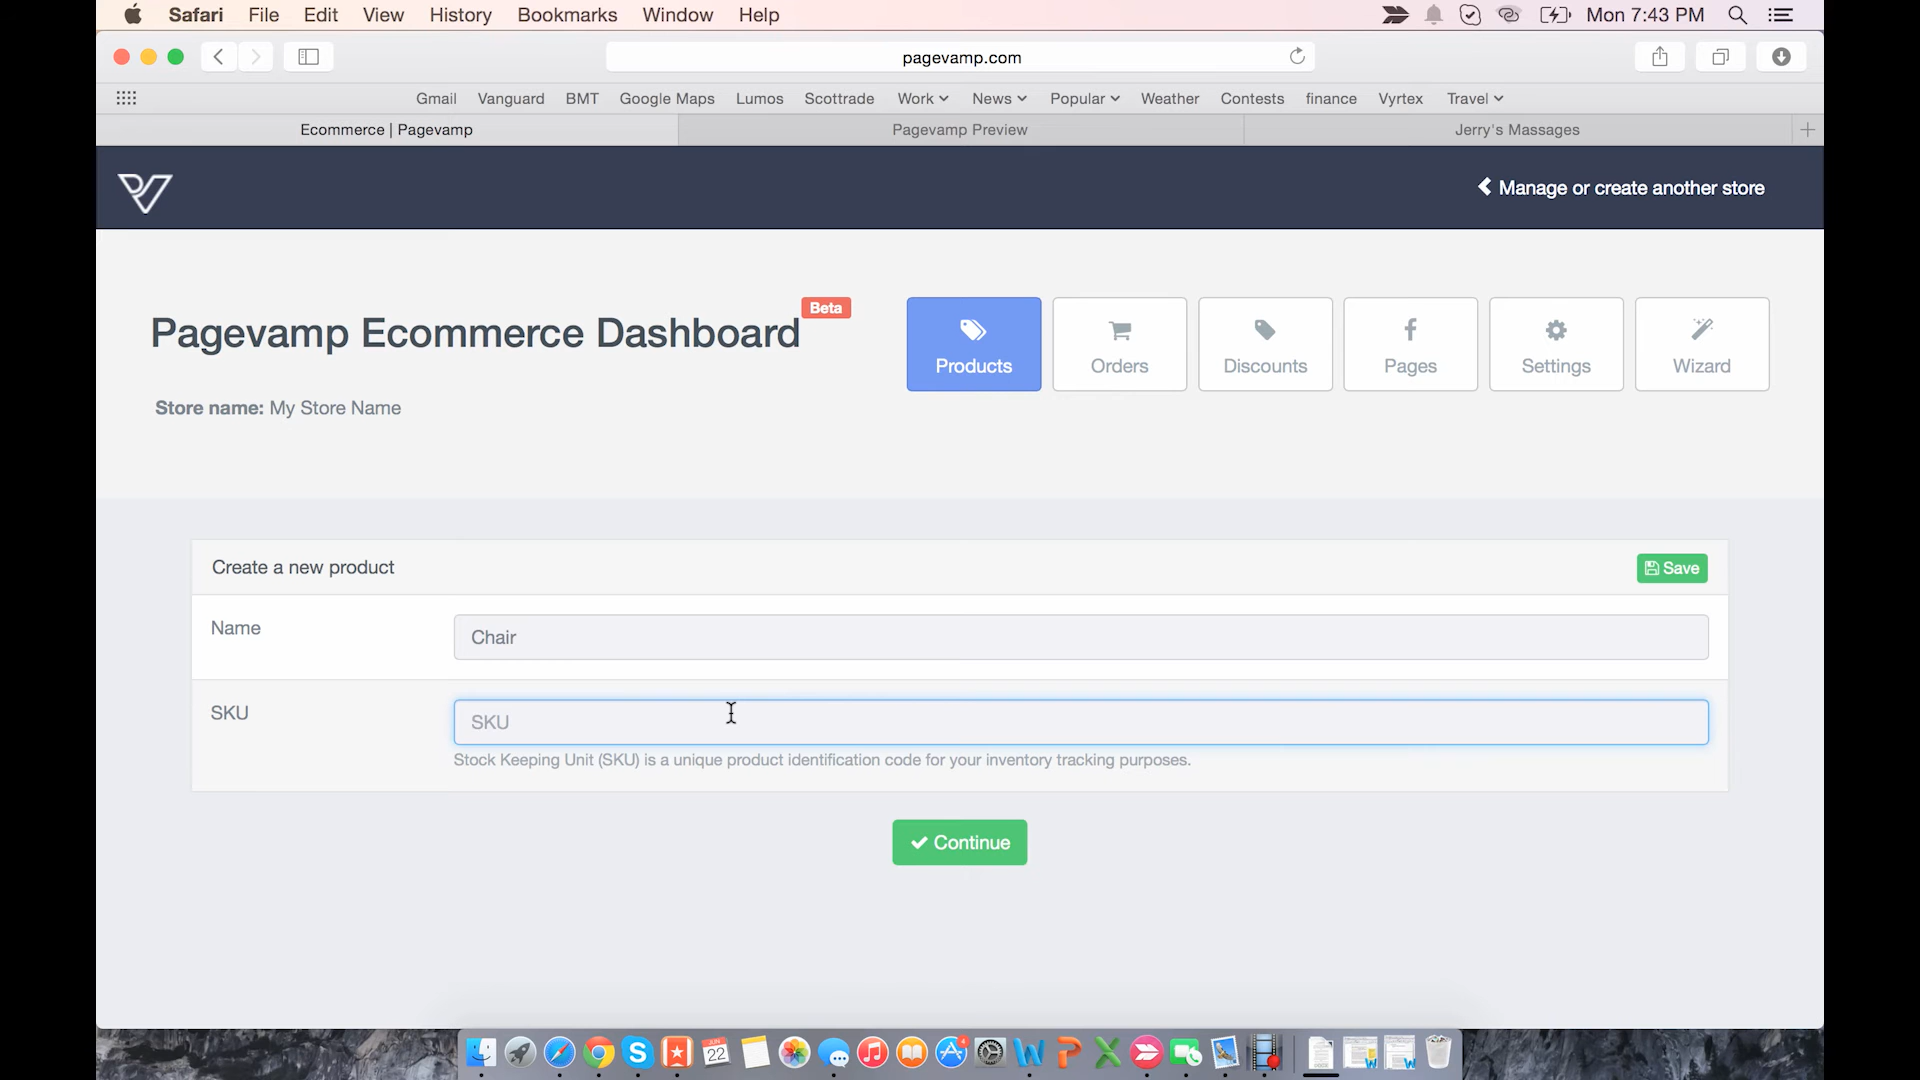 Safari File Edit View History Bookmarks Window Help Mon 7:43 PM
pagevamp.com
Gmail Vanguard BMT Google Maps Lumos Scottrade Work News Popular Weather Contests finance Vyrtex Travel
Ecommerce | Pagevamp Pagevamp Preview Jerry's Massages
Manage or create another store
Beta
Pagevamp Ecommerce Dashboard
Products Orders Discounts Pages Settings Wizard
Store name: My Store Name
Create a new product Save
Name Chair
SKU SKU
Stock Keeping Unit (SKU) is a unique product identification code for your inventory tracking purposes.
Continue
JUN
22
4